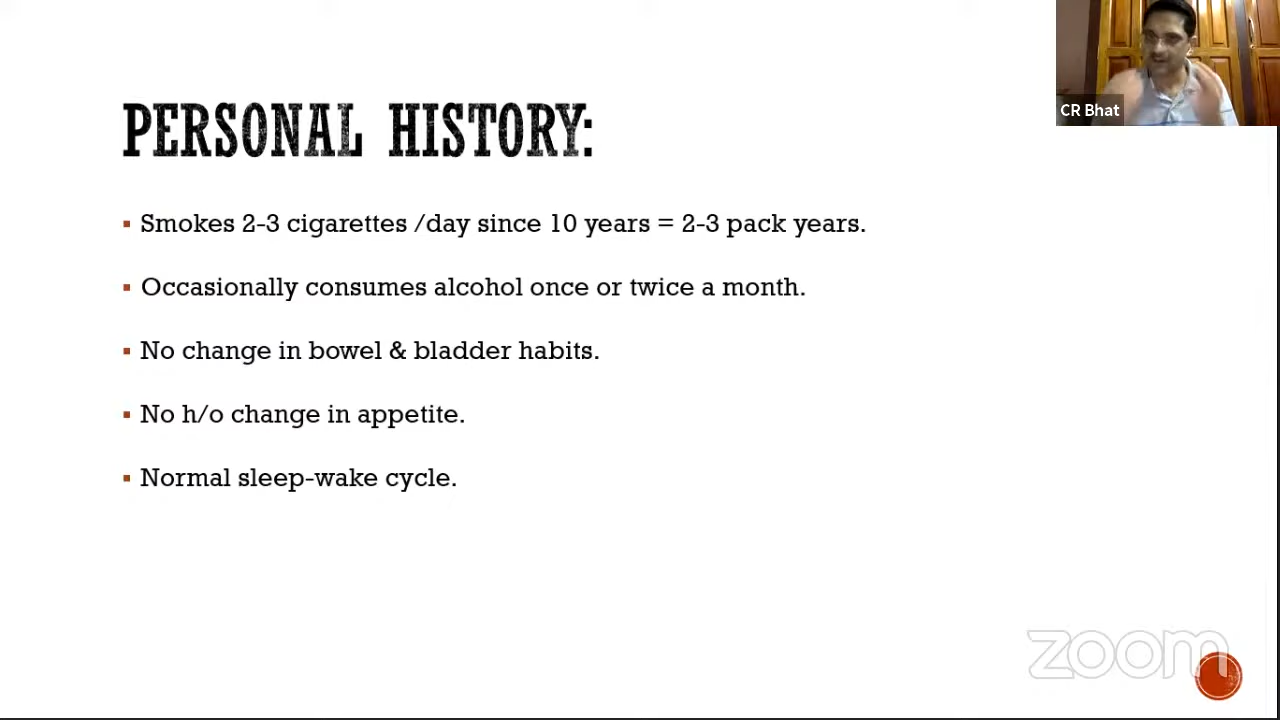 CR Bhat
PERSONAL HISTORY:
Smokes 2-3 cigarettes /day since 10 years = 2-3 pack years.
Occasionally consumes alcohol once or twice a month.
No change in bowel & bladder habits.
No h/o change in appetite.
Normal sleep-wake cycle.
zoom